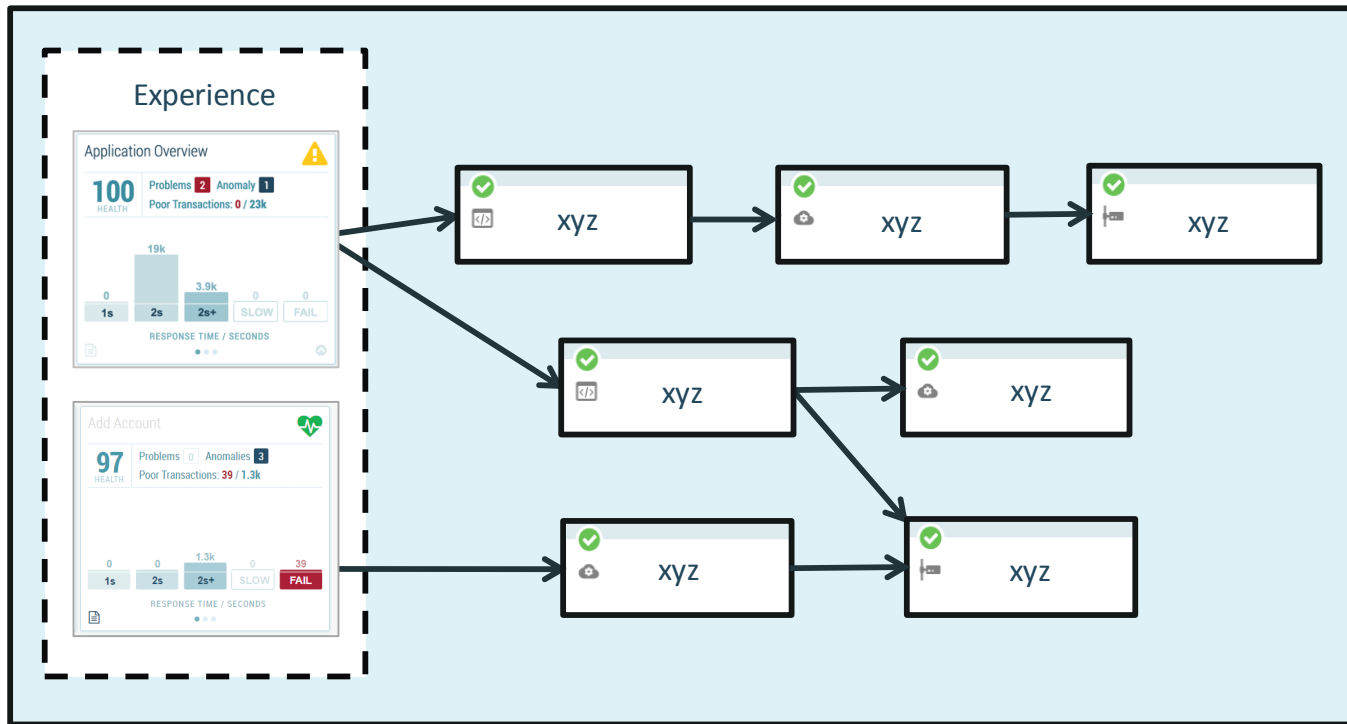 Experience
Application Overview
100
HEALTH
Problems 2 Anomaly 1
Poor Transactions: 0 / 23k
0 19k 3.9k 0 0
1s 2s 2s+ SLOW FAIL
RESPONSE TIME / SECONDS
Add Account
97
HEALTH
Problems 0 Anomalies 3
Poor Transactions: 39 / 1.3k
0 0 1.3k 0 39
1s 2s 2s+ SLOW FAIL
RESPONSE TIME / SECONDS
</> xyz
xyz
xyz
</> xyz
xyz
xyz
xyz